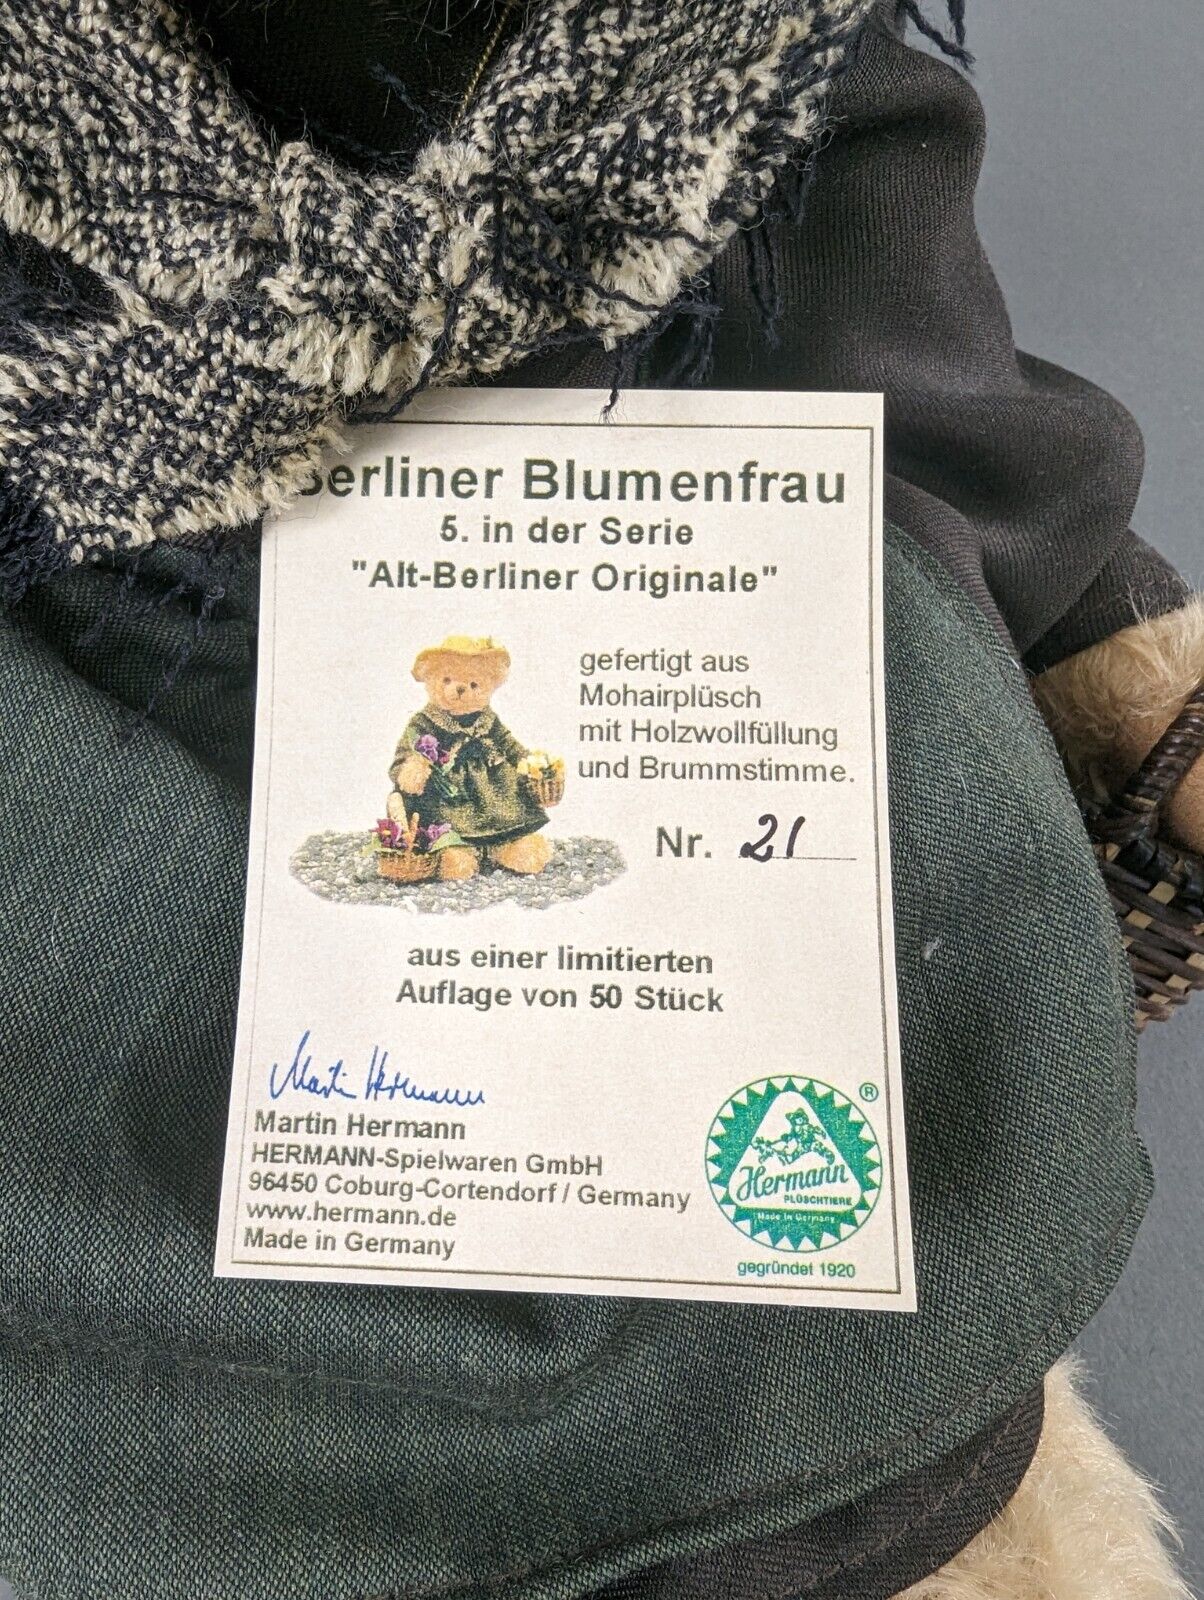 Berliner Blumenfrau
5. in der Serie
"Alt-Berliner Originale"
gefertigt aus
Mohairplüsch
mit Holzwollfüllung
und Brummstimme.
Nr. 21
aus einer limitierten
Auflage von 50 Stück
Martin Hermann
Martin Hermann
HERMANN-Spielwaren GmbH
96450 Coburg-Cortendorf / Germany
www.hermann.de
Made in Germany
®
Hermann
PLÜSCHTIERE
Made in Germany
gegründet 1920